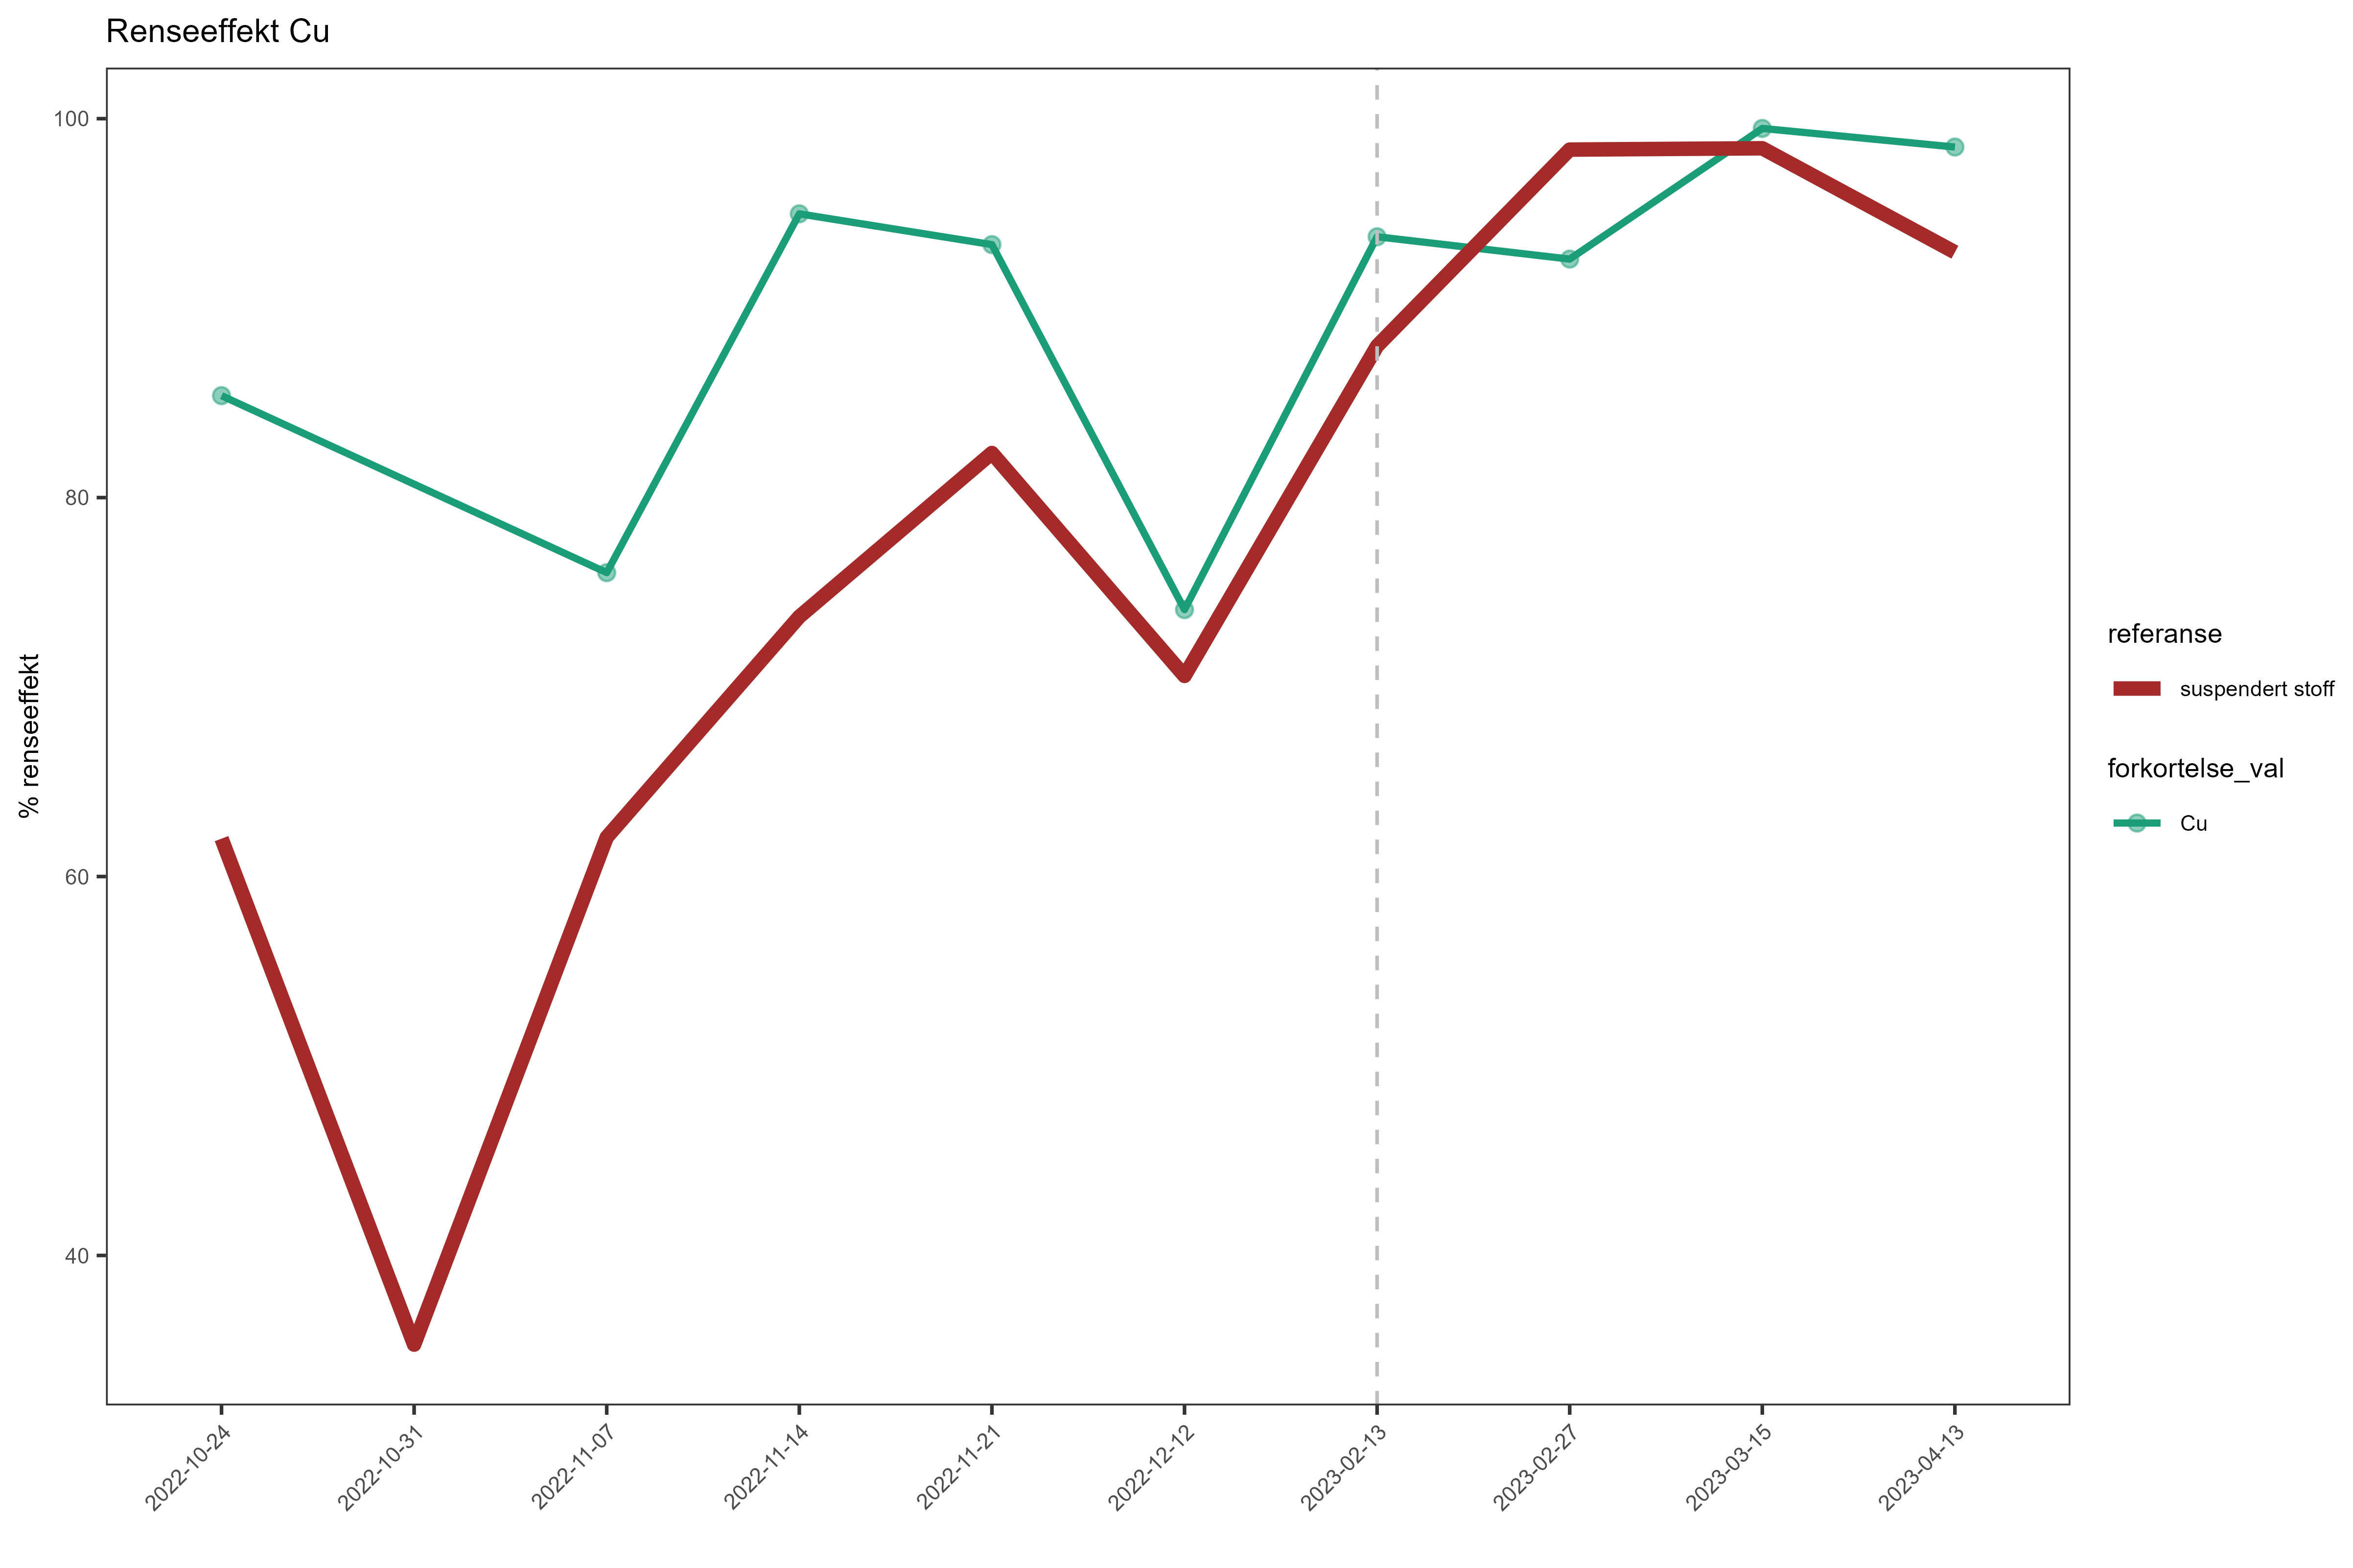 Renseeffekt Cu
% renseeffekt
100
80
60
40
2022-10-24
2022-10-31
2022-11-07
2022-11-14
2022-11-21
2022-12-12
2023-02-13
2023-02-27
2023-03-15
2023-04-13
referanse
suspendert stoff
forkortelse_val
Cu